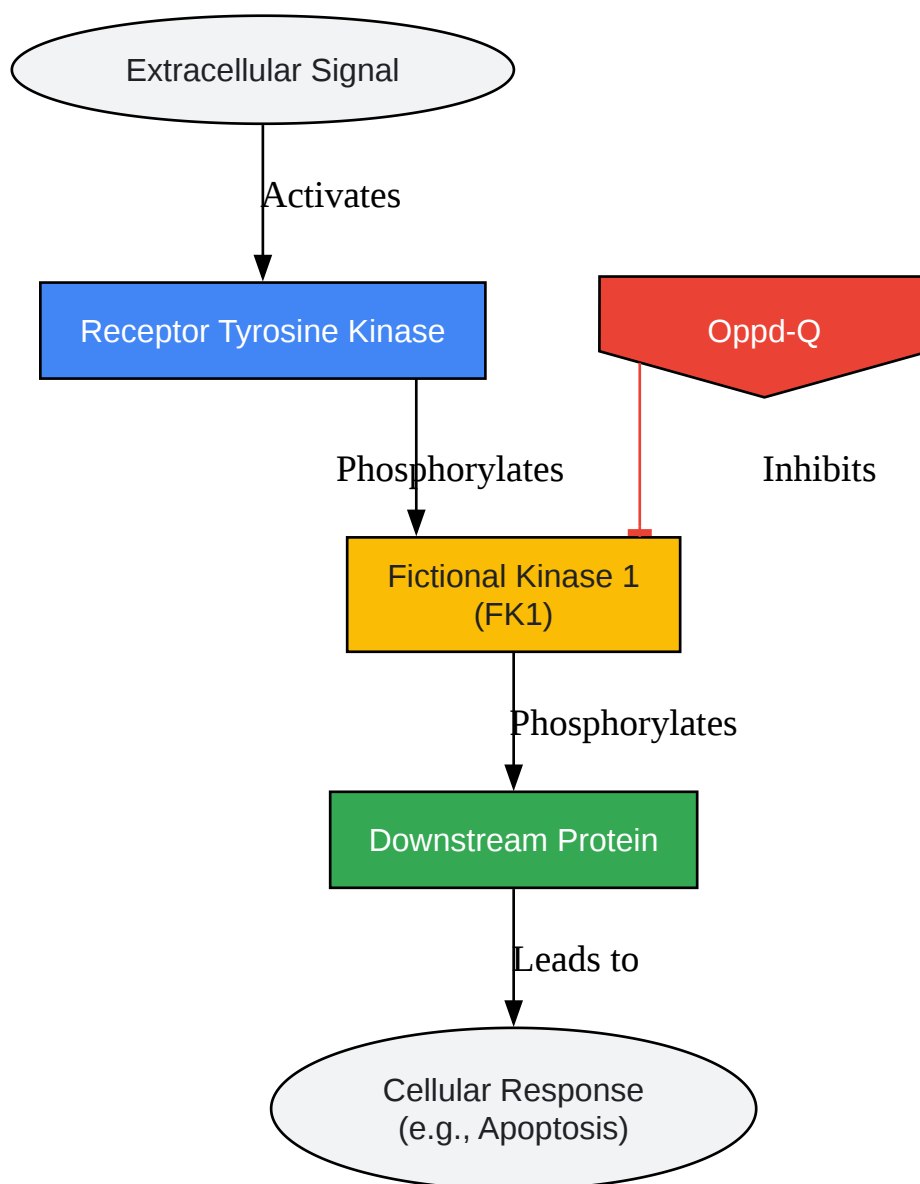 Extracellular Signal
Activates
Receptor Tyrosine Kinase
Oppd-Q
Phosphorylates
Inhibits
Fictional Kinase 1
(FK1)
Phosphorylates
Downstream Protein
Leads to
Cellular Response
(e.g., Apoptosis)